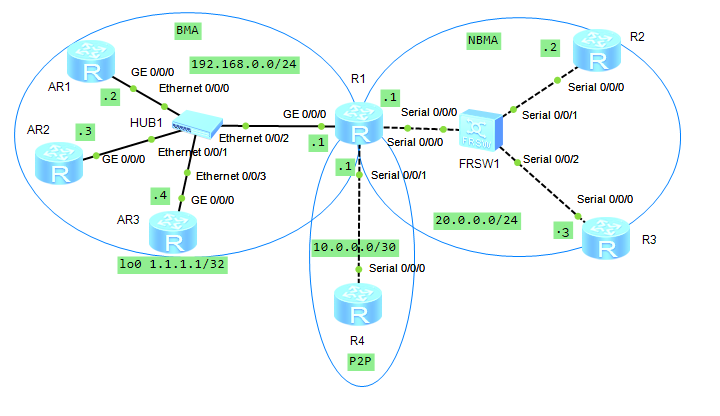 BMA
NBMA
R2
.2
192.168.0.0/24
R1
GE 0/0/0
AR1
.2
Ethernet 0/0/0
.1
Serial 0/0/0
Serial 0/0/0
Serial 0/0/1
AR2
.3
HUB1
GE 0/0/0
Ethernet 0/0/2
.1
Serial 0/0/0
FRSW1
GE 0/0/0
Ethernet 0/0/1
.1
Serial 0/0/1
Serial 0/0/2
Ethernet 0/0/3
.4
GE 0/0/0
Serial 0/0/0
AR3
20.0.0.0/24
.3
R3
10.0.0.0/30
lo0 1.1.1.1/32
Serial 0/0/0
R4
P2P